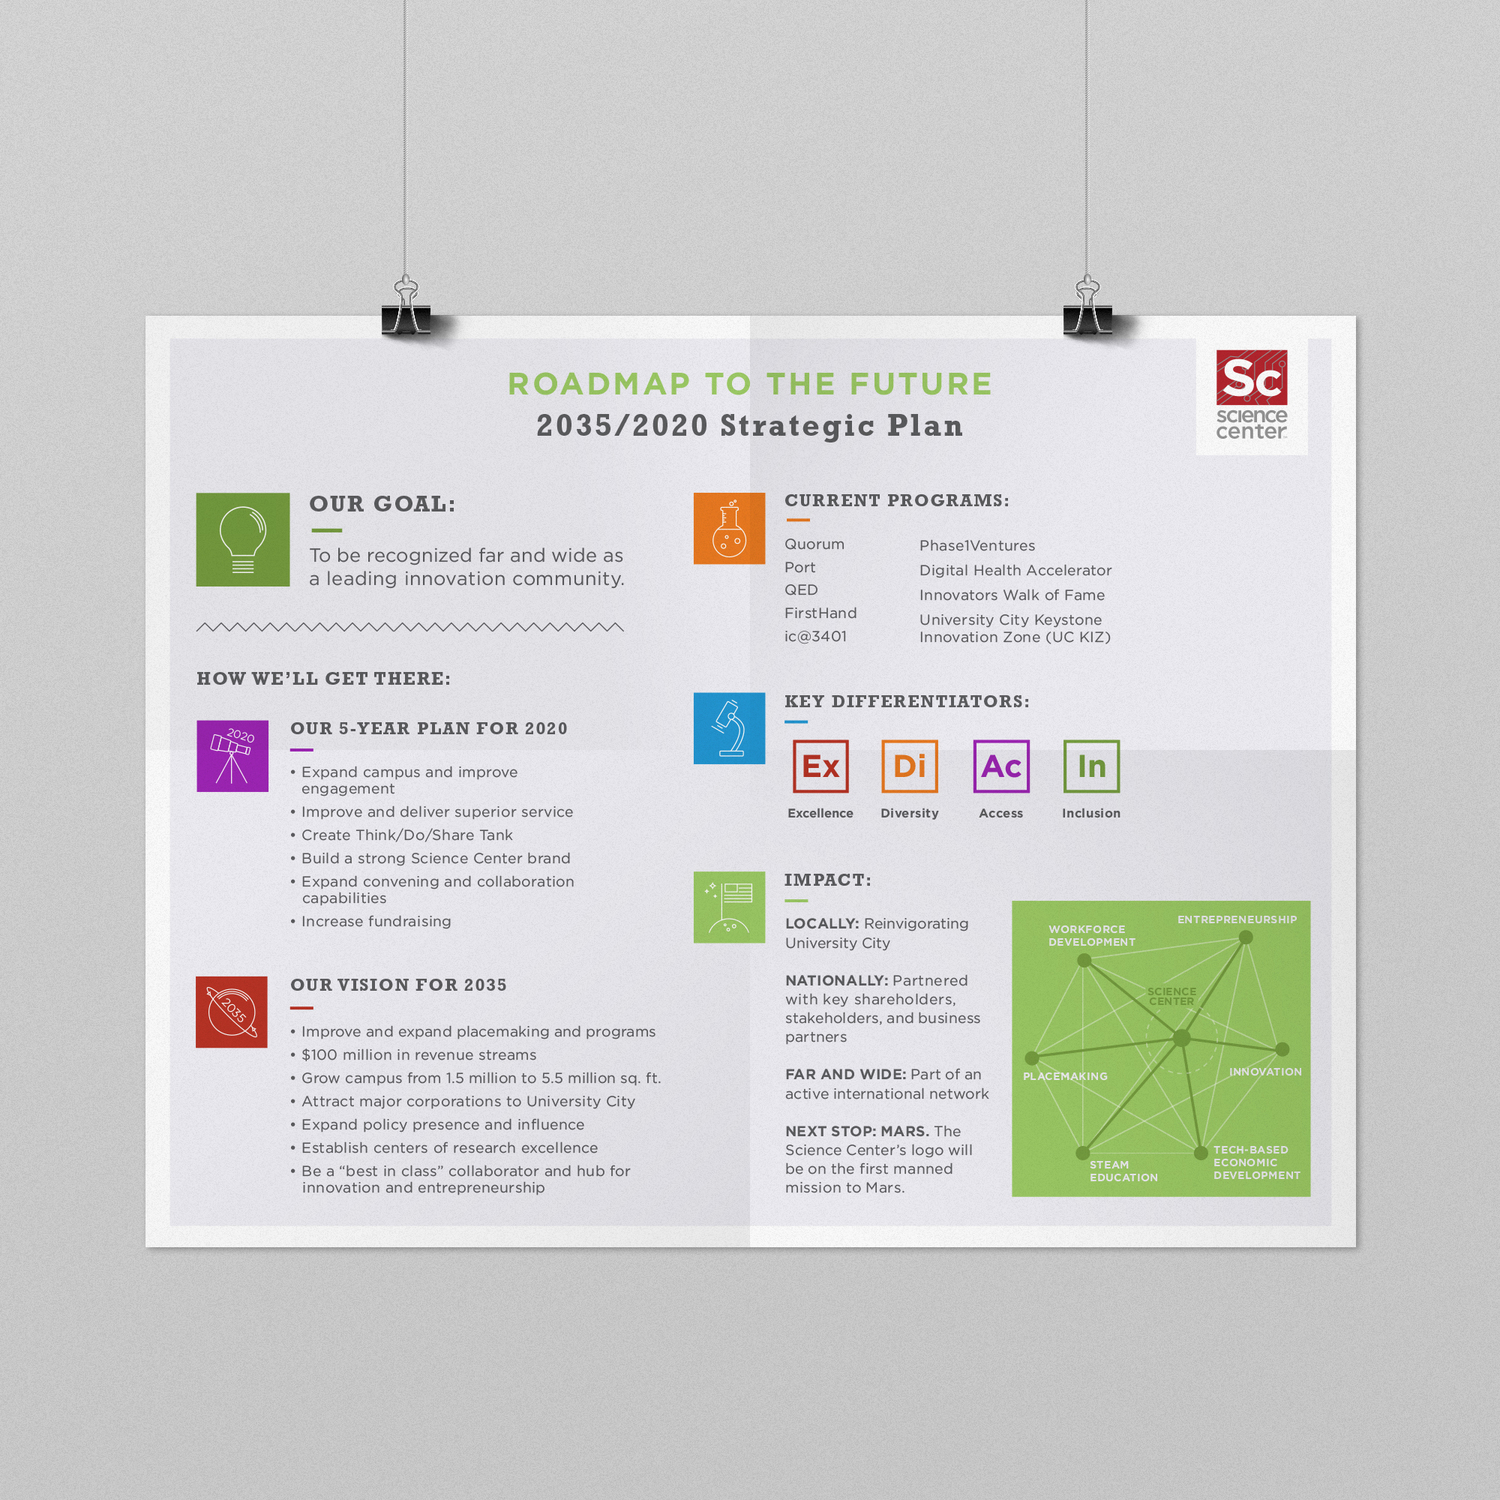 ROADMAP TO THE FUTURE
2035/2020 Strategic Plan
Sc
science
center
OUR GOAL:
To be recognized far and wide as
a leading innovation community.
HOW WE'LL GET THERE:
2020
OUR 5-YEAR PLAN FOR 2020
• Expand campus and improve
engagement
• Improve and deliver superior service
• Create Think/Do/Share Tank
• Build a strong Science Center brand
• Expand convening and collaboration
capabilities
• Increase fundraising
2035
OUR VISION FOR 2035
• Improve and expand placemaking and programs
• $100 million in revenue streams
• Grow campus from 1.5 million to 5.5 million sq. ft.
• Attract major corporations to University City
• Expand policy presence and influence
• Establish centers of research excellence
• Be a “best in class” collaborator and hub for
innovation and entrepreneurship
CURRENT PROGRAMS:
Quorum
Port
QED
FirstHand
ic@3401
Phase1Ventures
Digital Health Accelerator
Innovators Walk of Fame
University City Keystone
Innovation Zone (UC KIZ)
KEY DIFFERENTIATORS:
Ex
Excellence
Di
Diversity
Ac
Access
In
Inclusion
IMPACT:
LOCALLY: Reinvigorating
University City
NATIONALLY: Partnered
with key shareholders,
stakeholders, and business
partners
FAR AND WIDE: Part of an
active international network
NEXT STOP: MARS. The
Science Center's logo will
be on the first manned
mission to Mars.
ENTREPRENEURSHIP
WORKFORCE
DEVELOPMENT
SCIENCE
CENTER
PLACEMAKING
INNOVATION
STEAM
EDUCATION
TECH-BASED
ECONOMIC
DEVELOPMENT